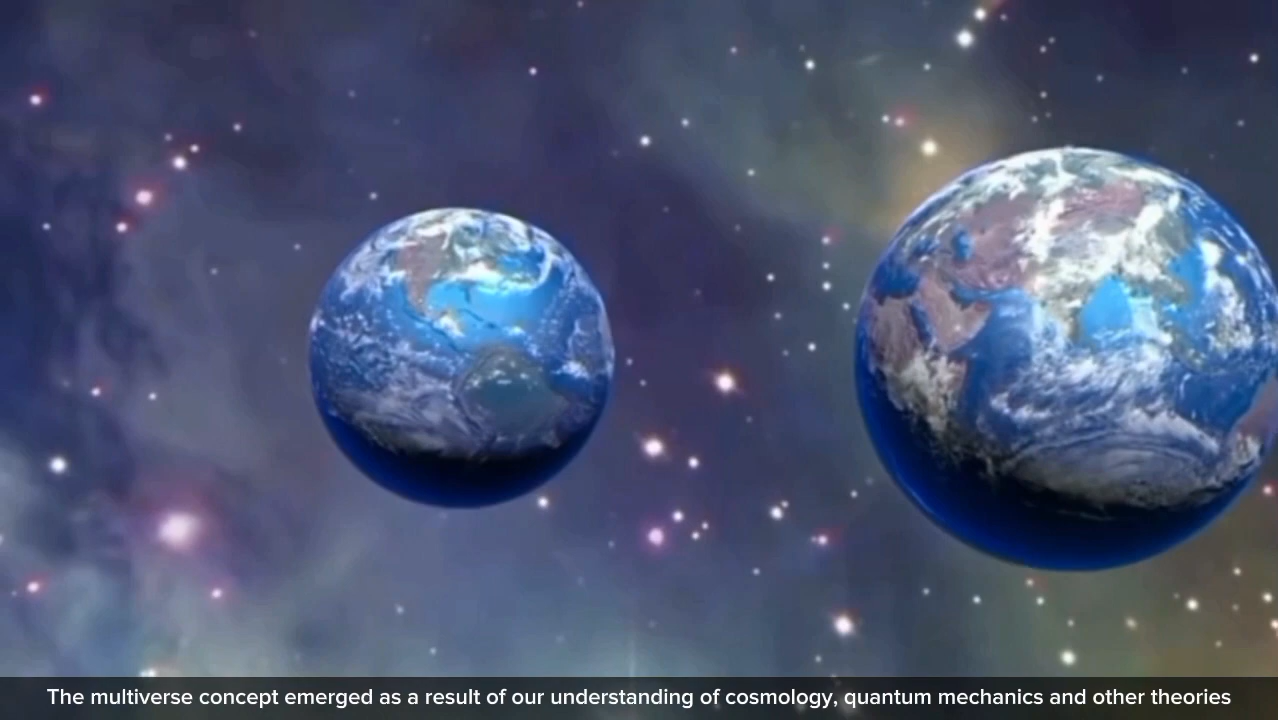 The multiverse concept emerged as a result of our understanding of cosmology, quantum mechanics and other theories